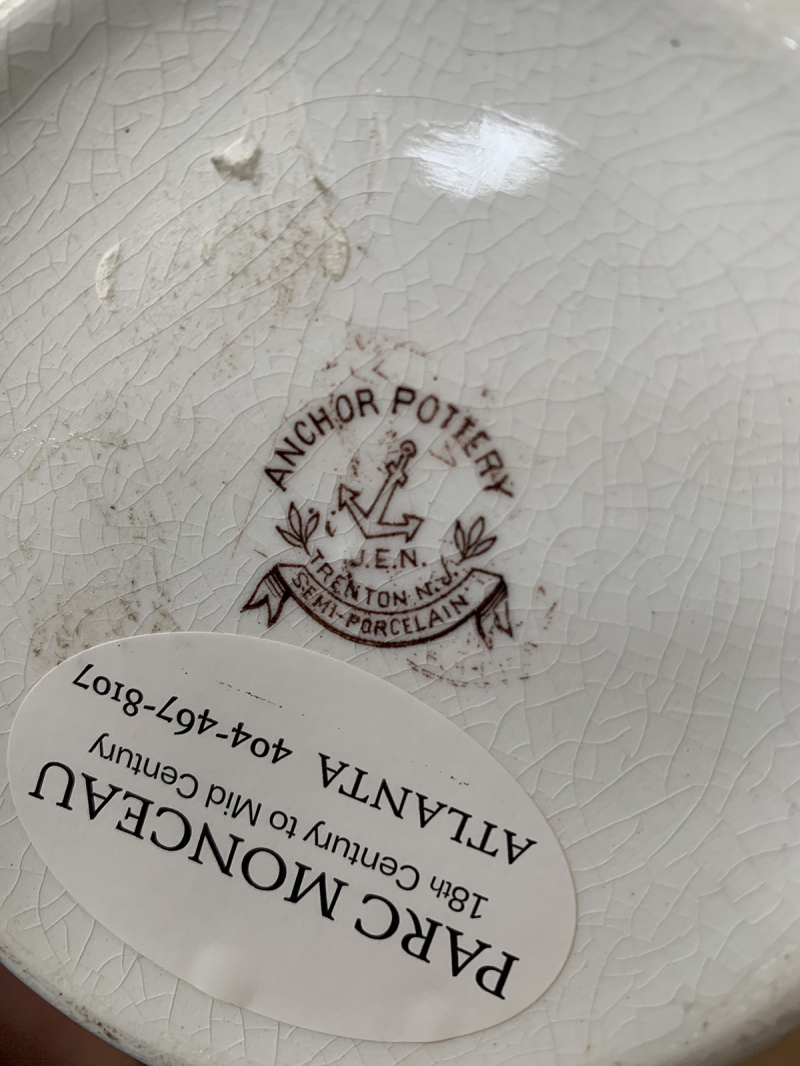 ANCHOR POTTERY
J.E.N.
TRENTON N.J.
SEMI-PORCELAIN
PARC MONCEAU
18th Century to Mid Century
ATLANTA 404-467-8107